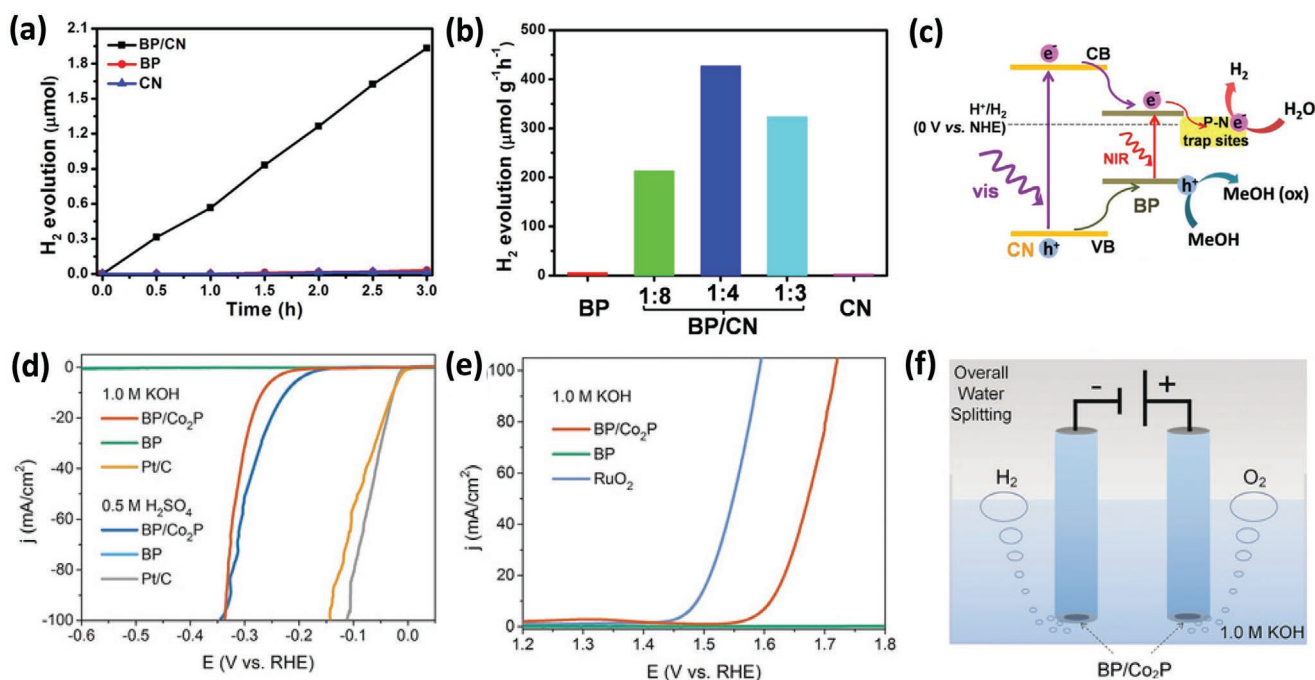 (a)
BP/CN
BP
CN
H₂ evolution (μmol)
2.1
1.8
1.5
1.2
0.9
0.6
0.3
0.0
0.0 0.5 1.0 1.5 2.0 2.5 3.0
Time (h)
(b)
H₂ evolution (μmol g⁻¹h⁻¹)
500
400
300
200
100
0
BP 1:8 1:4 1:3 CN
BP/CN
(c)
e⁻ CB
H⁺/H₂
(0 V vs. NHE)
e⁻
H₂
H₂O
P-N e⁻
trap sites
NIR
vis
BP
h⁺
MeOH (ox)
MeOH
CN h⁺ VB
(d)
1.0 M KOH
BP/Co₂P
BP
Pt/C
0.5 M H₂SO₄
BP/Co₂P
BP
Pt/C
j (mA/cm²)
0
-20
-40
-60
-80
-100
-0.6 -0.5 -0.4 -0.3 -0.2 -0.1 0.0
E (V vs. RHE)
(e)
1.0 M KOH
BP/Co₂P
BP
RuO₂
j (mA/cm²)
100
80
60
40
20
0
1.2 1.3 1.4 1.5 1.6 1.7 1.8
E (V vs. RHE)
(f)
Overall
Water
Splitting
- +
H₂ O₂
1.0 M KOH
BP/Co₂P